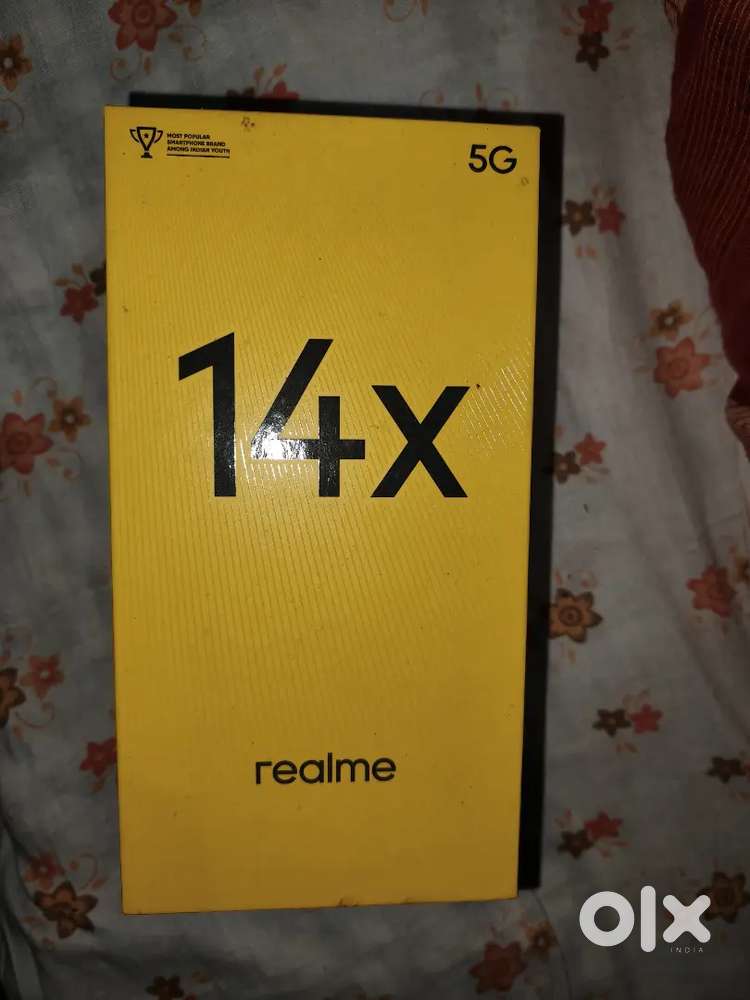 MOST POPULAR
SMARTPHONE BRAND
AMONG INDIAN YOUTH
5G
14x
realme
olx
INDIA